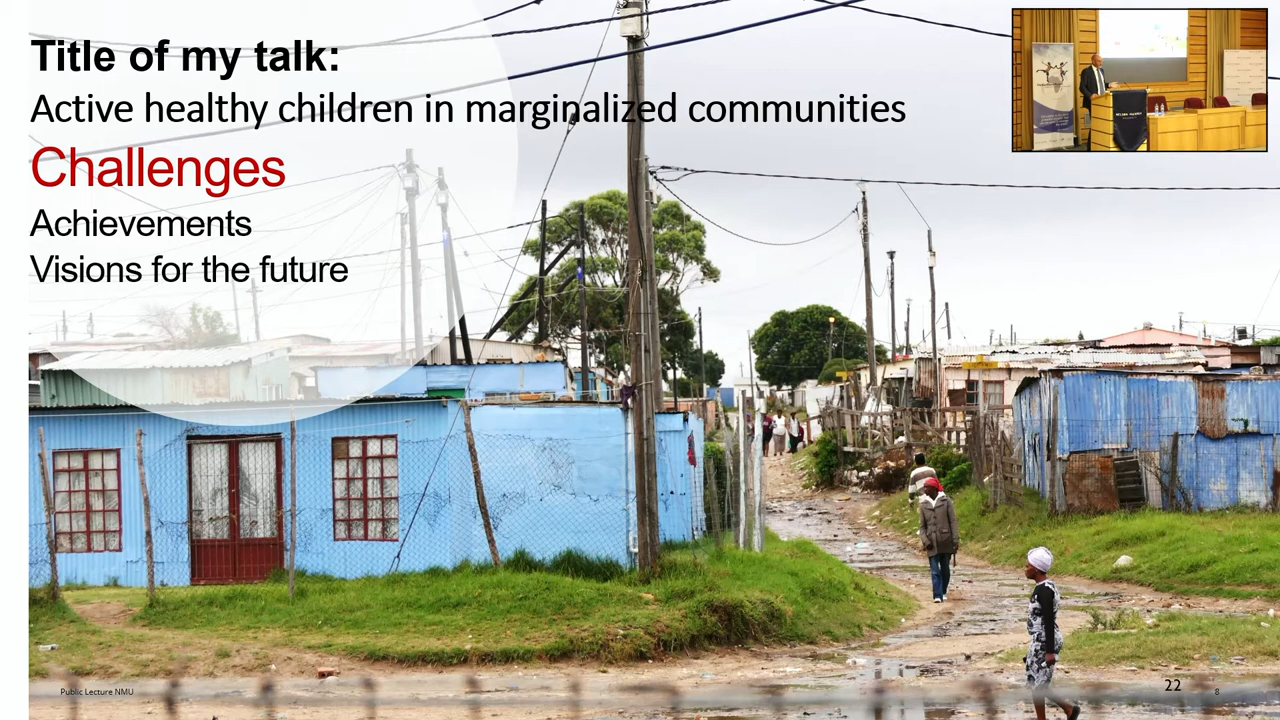 Title of my talk:
Active healthy children in marginalized communities
Challenges
Achievements
Visions for the future
Public Lecture NMU
22
8